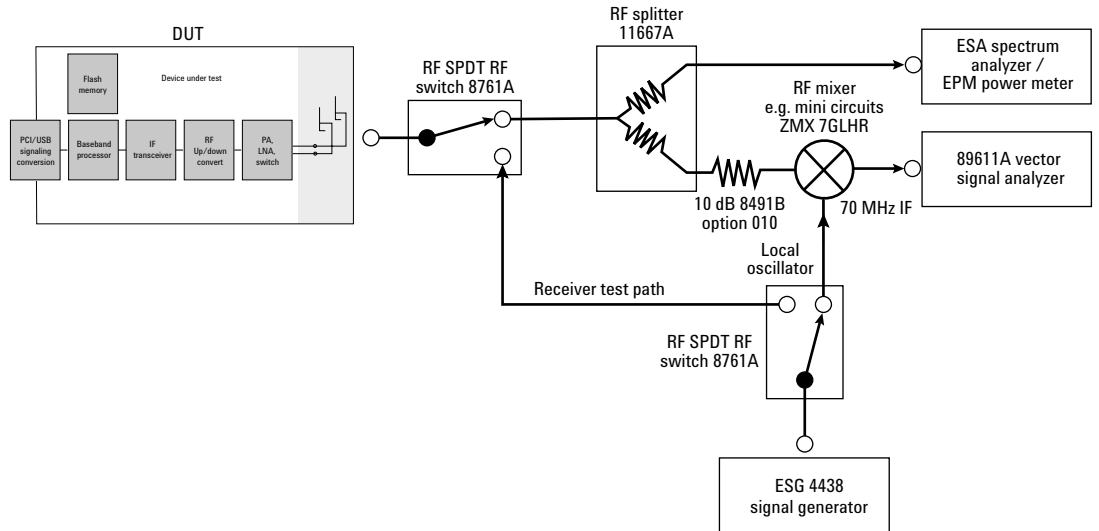 DUT
Device under test
Flash
memory
PCI/USB
signaling
conversion
Baseband
processor
IF
transceiver
RF
Up/down
convert
PA,
LNA,
switch
RF SPDT RF
switch 8761A
RF splitter
11667A
ESA spectrum
analyzer /
EPM power meter
RF mixer
e.g. mini circuits
ZMX 7GLHR
89611A vector
signal analyzer
10 dB 8491B
option 010
70 MHz IF
Local
oscillator
Receiver test path
RF SPDT RF
switch 8761A
ESG 4438
signal generator